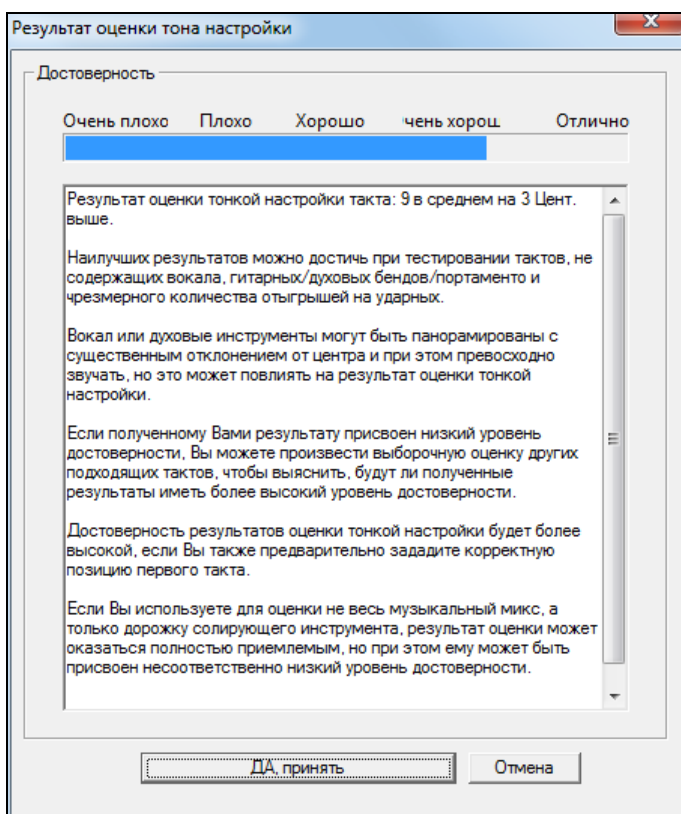 Результат оценки тона настройки
Достоверность
Очень плохо Плохо Хорошо чень хорош Отлично
Результат оценки тонкой настройки такта: 9 в среднем на 3 Цент.
выше.
Наилучших результатов можно достичь при тестировании тактов, не
содержащих вокала, гитарных/духовых бендов/портаменто и
чрезмерного количества отыгрышей на ударных.
Вокал или духовые инструменты могут быть панорамированы с
существенным отклонением от центра и при этом превосходно
звучать, но это может повлиять на результат оценки тонкой
настройки.
Если полученному Вами результату присвоен низкий уровень
достоверности, Вы можете произвести выборочную оценку других
подходящих тактов, чтобы выяснить, будут ли полученные
результаты иметь более высокий уровень достоверности.
Достоверность результатов оценки тонкой настройки будет более
высокой, если Вы также предварительно зададите корректную
позицию первого такта.
Если Вы используете для оценки не весь музыкальный микс, а
только дорожку солирующего инструмента, результат оценки может
оказаться полностью приемлемым, но при этом ему может быть
присвоен несоответственно низкий уровень достоверности.
ДА, принять Отмена